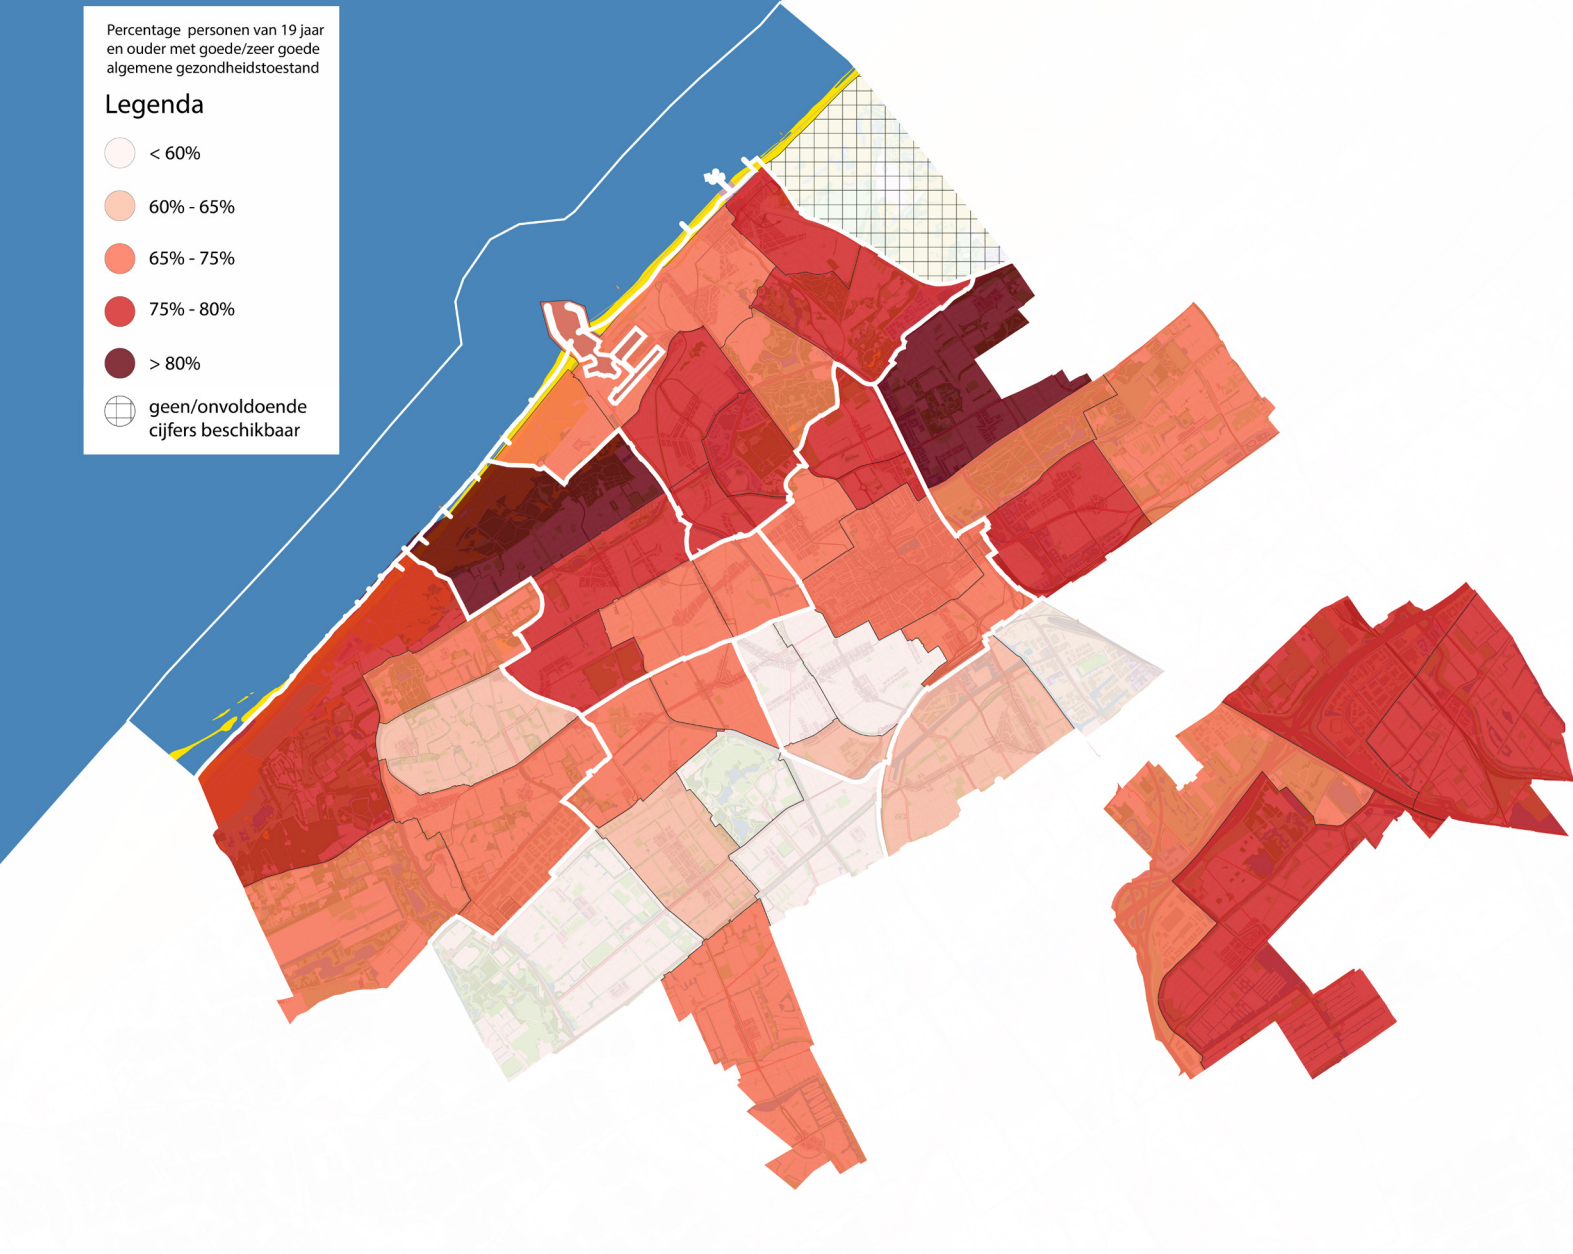 Percentage personen van 19 jaar
en ouder met goede/zeer goede
algemene gezondheidstoestand
Legenda
< 60%
60% - 65%
65% - 75%
75% - 80%
> 80%
geen/onvoldoende
cijfers beschikbaar